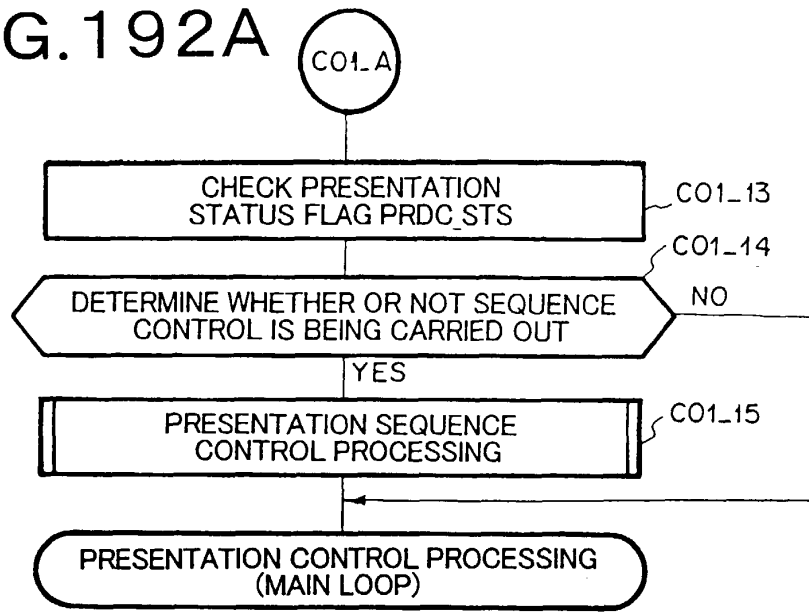 G.192A
C01_A
CHECK PRESENTATION
STATUS FLAG PRDC_STS
C01_13
C01_14
DETERMINE WHETHER OR NOT SEQUENCE
CONTROL IS BEING CARRIED OUT
NO
YES
PRESENTATION SEQUENCE
CONTROL PROCESSING
C01_15
PRESENTATION CONTROL PROCESSING
(MAIN LOOP)